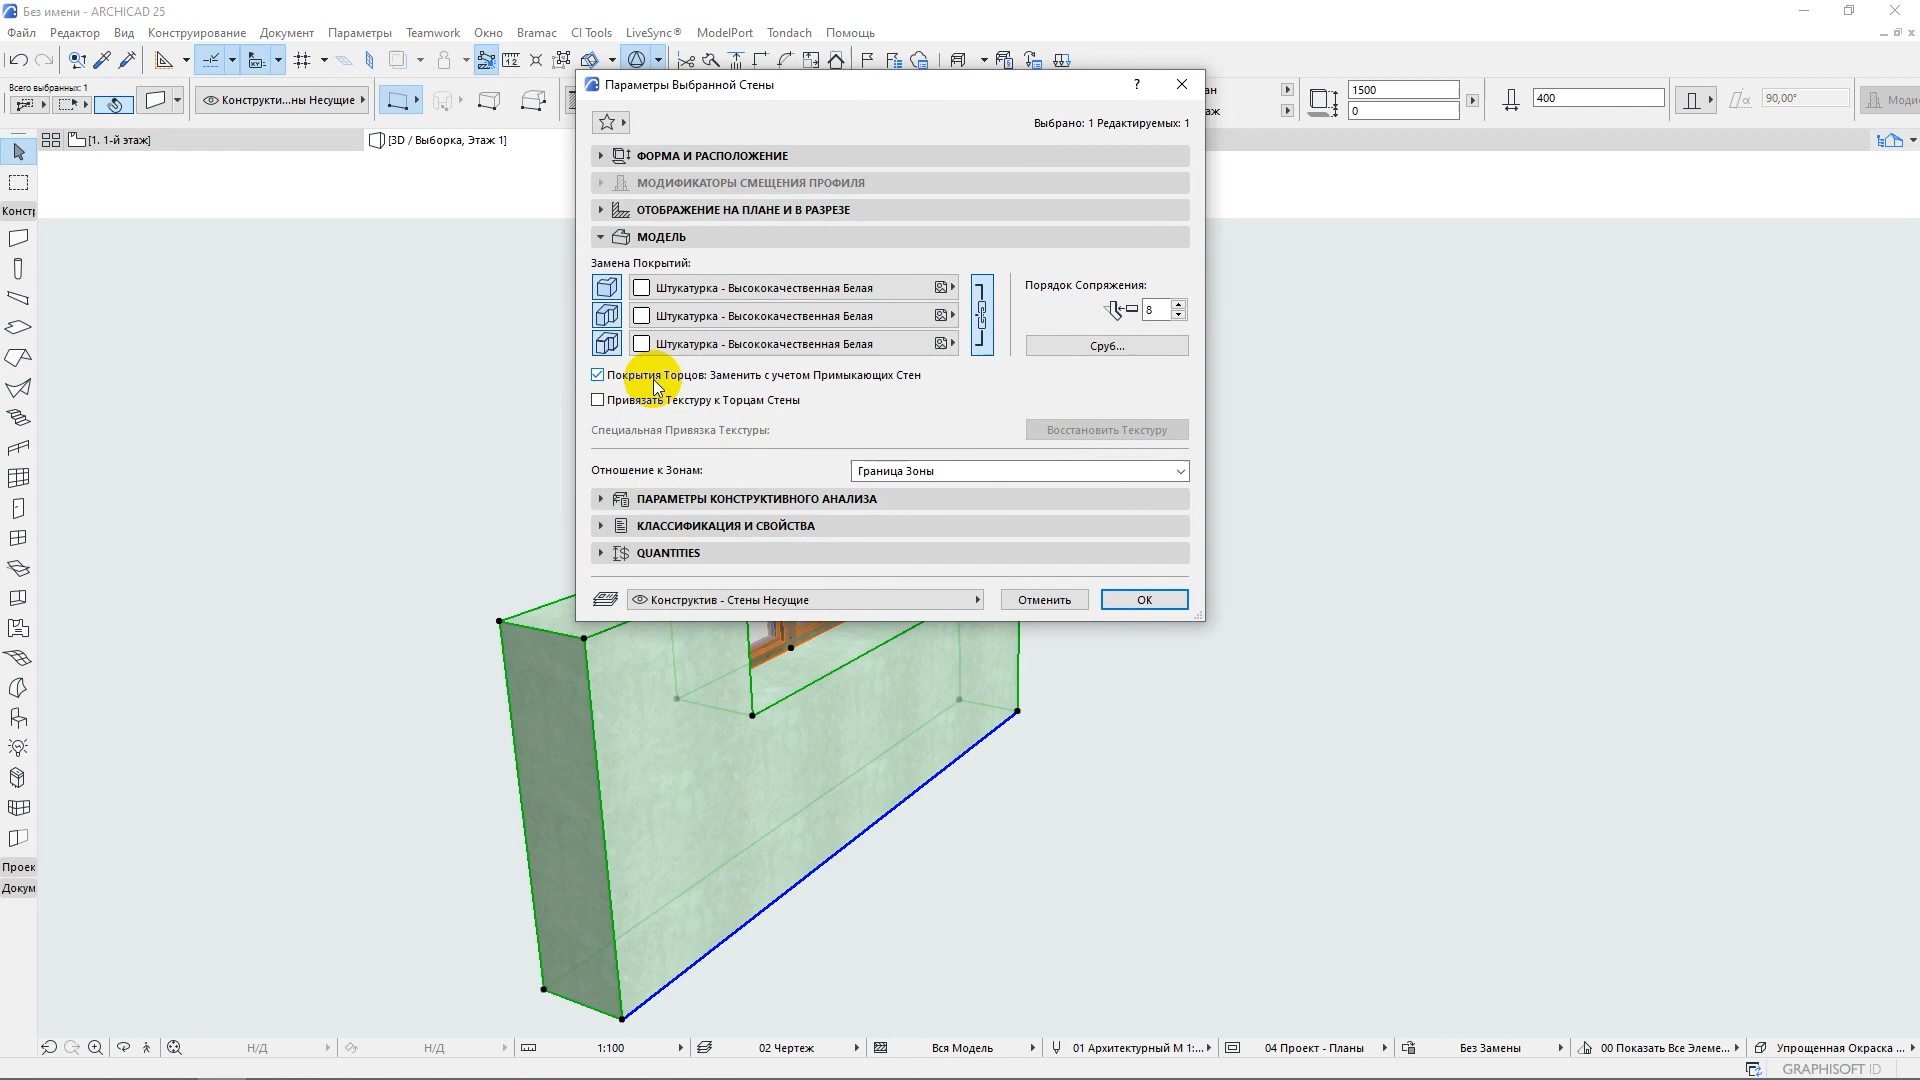 Без имени - ARCHICAD 25
Файл Редактор Вид Конструирование Документ Параметры Teamwork Окно Bramac CI Tools LiveSync® ModelPort Tondach Помощь
Всего выбранных: 1
Конструкти...ны Несущие
1500
0
400
90,00°
Моди
[1. 1-й этаж]
[3D / Выборка, Этаж 1]
Констр
Проек
Докум
Параметры Выбранной Стены
?
Выбрано: 1 Редактируемых: 1
ФОРМА И РАСПОЛОЖЕНИЕ
МОДИФИКАТОРЫ СМЕЩЕНИЯ ПРОФИЛЯ
ОТОБРАЖЕНИЕ НА ПЛАНЕ И В РАЗРЕЗЕ
МОДЕЛЬ
Замена Покрытий:
Штукатурка - Высококачественная Белая
Штукатурка - Высококачественная Белая
Штукатурка - Высококачественная Белая
Порядок Сопряжения:
8
Сруб...
Покрытия Торцов: Заменить с учетом Примыкающих Стен
Привязать Текстуру к Торцам Стены
Специальная Привязка Текстуры:
Восстановить Текстуру
Отношение к Зонам:
Граница Зоны
ПАРАМЕТРЫ КОНСТРУКТИВНОГО АНАЛИЗА
КЛАССИФИКАЦИЯ И СВОЙСТВА
QUANTITIES
Конструктив - Стены Несущие
Отменить
ОК
Н/Д Н/Д 1:100 02 Чертеж Вся Модель 01 Архитектурный М 1:... 04 Проект - Планы Без Замены 00 Показать Все Элеме... Упрощенная Окраска ...
GRAPHISOFT ID